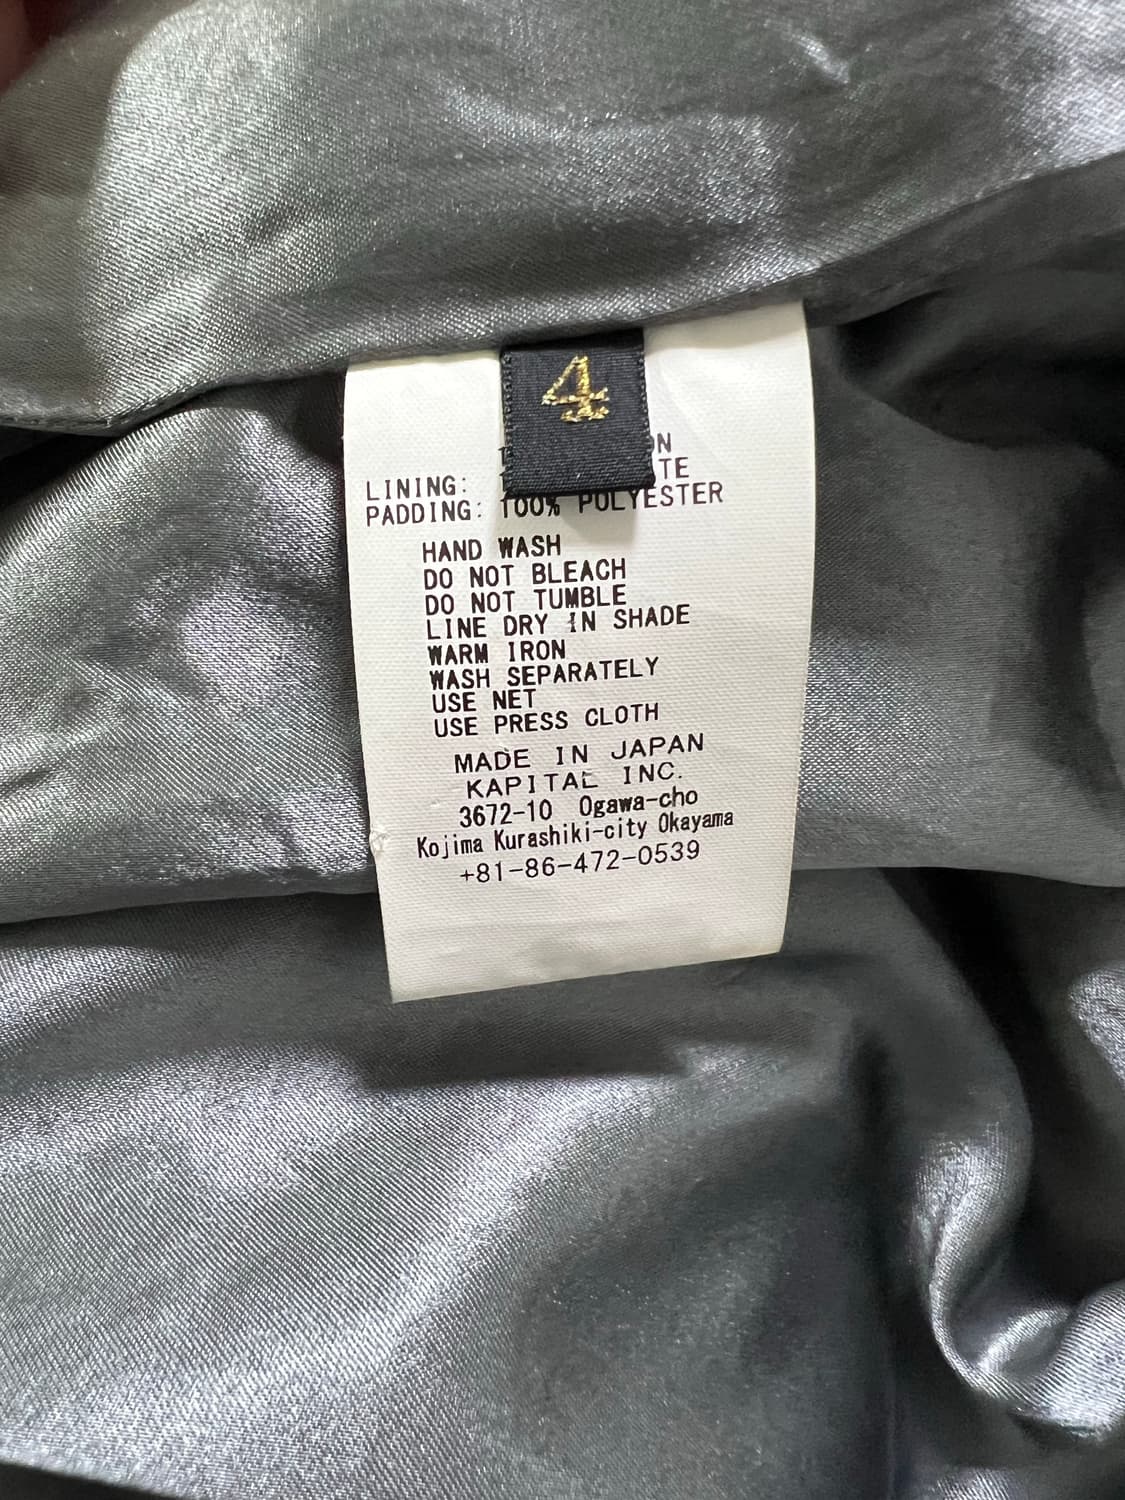 4
LINING:
PADDING: 100% POLYESTER
HAND WASH
DO NOT BLEACH
DO NOT TUMBLE
LINE DRY IN SHADE
WARM IRON
WASH SEPARATELY
USE NET
USE PRESS CLOTH
MADE IN JAPAN
KAPITAL INC.
3672-10 Ogawa-cho
Kojima Kurashiki-city Okayama
+81-86-472-0539